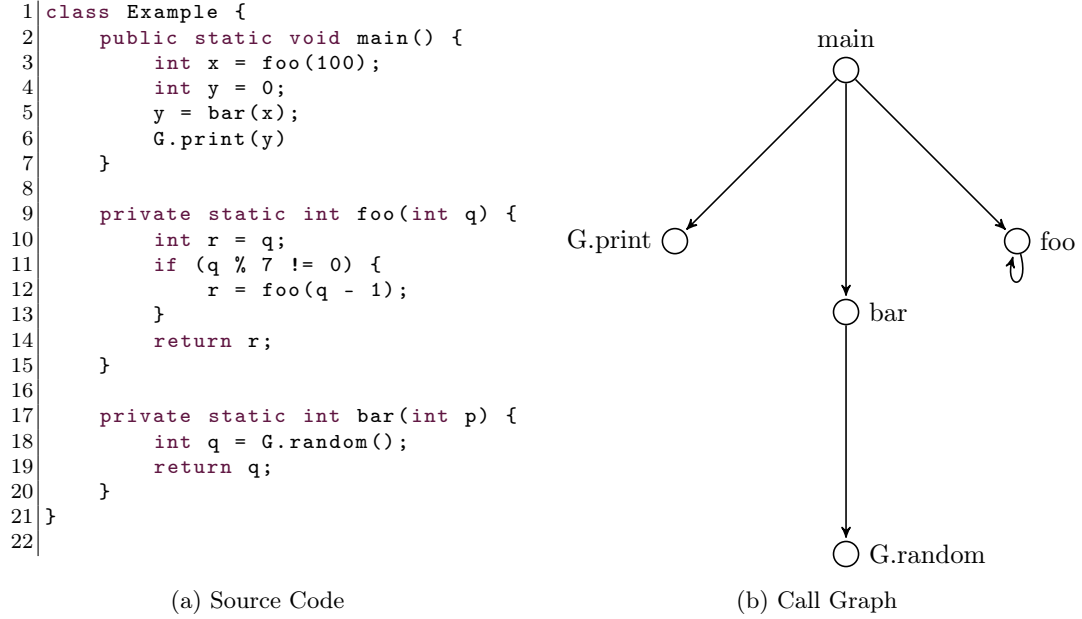 1 class Example {
2 public static void main() {
3 int x = foo(100);
4 int y = 0;
5 y = bar(x);
6 G.print(y)
7 }
8
9 private static int foo(int q) {
10 int r = q;
11 if (q % 7 != 0) {
12 r = foo(q - 1);
13 }
14 return r;
15 }
16
17 private static int bar(int p) {
18 int q = G.random();
19 return q;
20 }
21 }
22
(a) Source Code
main
G.print
foo
bar
G.random
(b) Call Graph